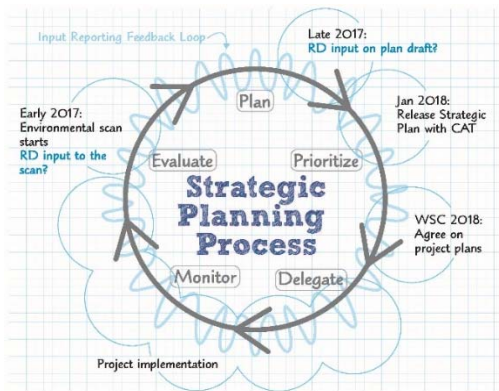 Input Reporting Feedback Loop
Late 2017:
RD input on plan draft?
Plan
Jan 2018:
Release Strategic
Plan with CAT
Early 2017:
Environmental scan
starts
RD input to the
scan?
Evaluate
Prioritize
Strategic
Planning
Process
WSC 2018:
Agree on
project plans
Monitor
Delegate
Project implementation